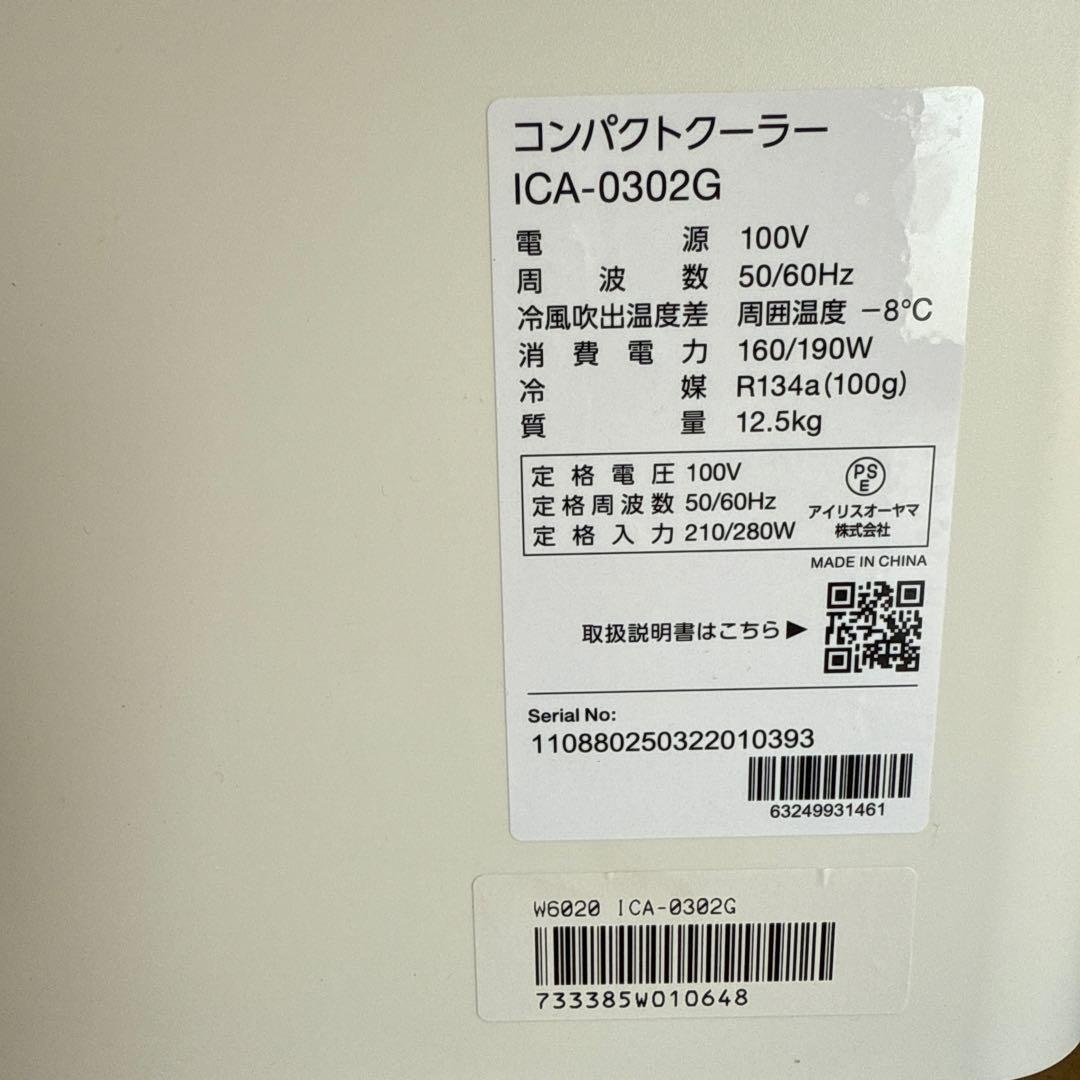 コンパクトクーラー
ICA-0302G
電源 100V
周波数 50/60Hz
冷風吹出温度差 周囲温度 -8℃
消費電力 160/190W
冷媒 R134a(100g)
質量 12.5kg
定格電圧 100V
定格周波数 50/60Hz
定格入力 210/280W
PSE
アイリスオーヤマ
株式会社
MADE IN CHINA
取扱説明書はこちら▶
Serial No:
110880250322010393
63249931461
W6020 ICA-0302G
733385W010648